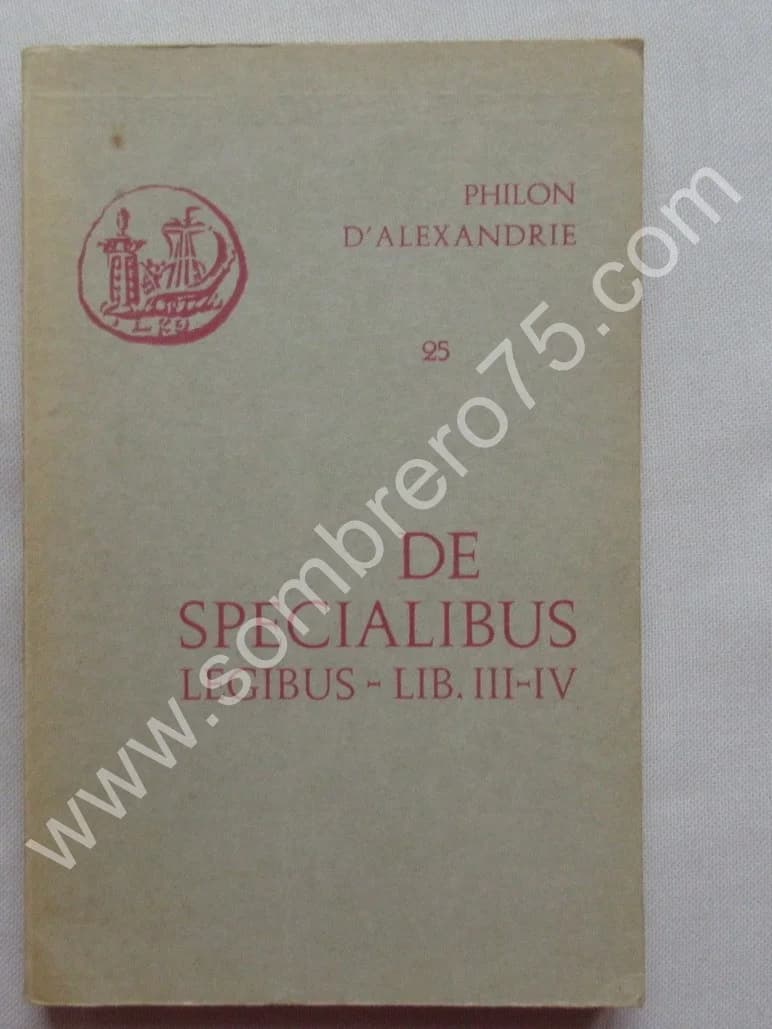 PHILON
D'ALEXANDRIE
25
DE
SPECIALIBUS
LEGIBUS - LIB. III-IV
www.sombrero75.com